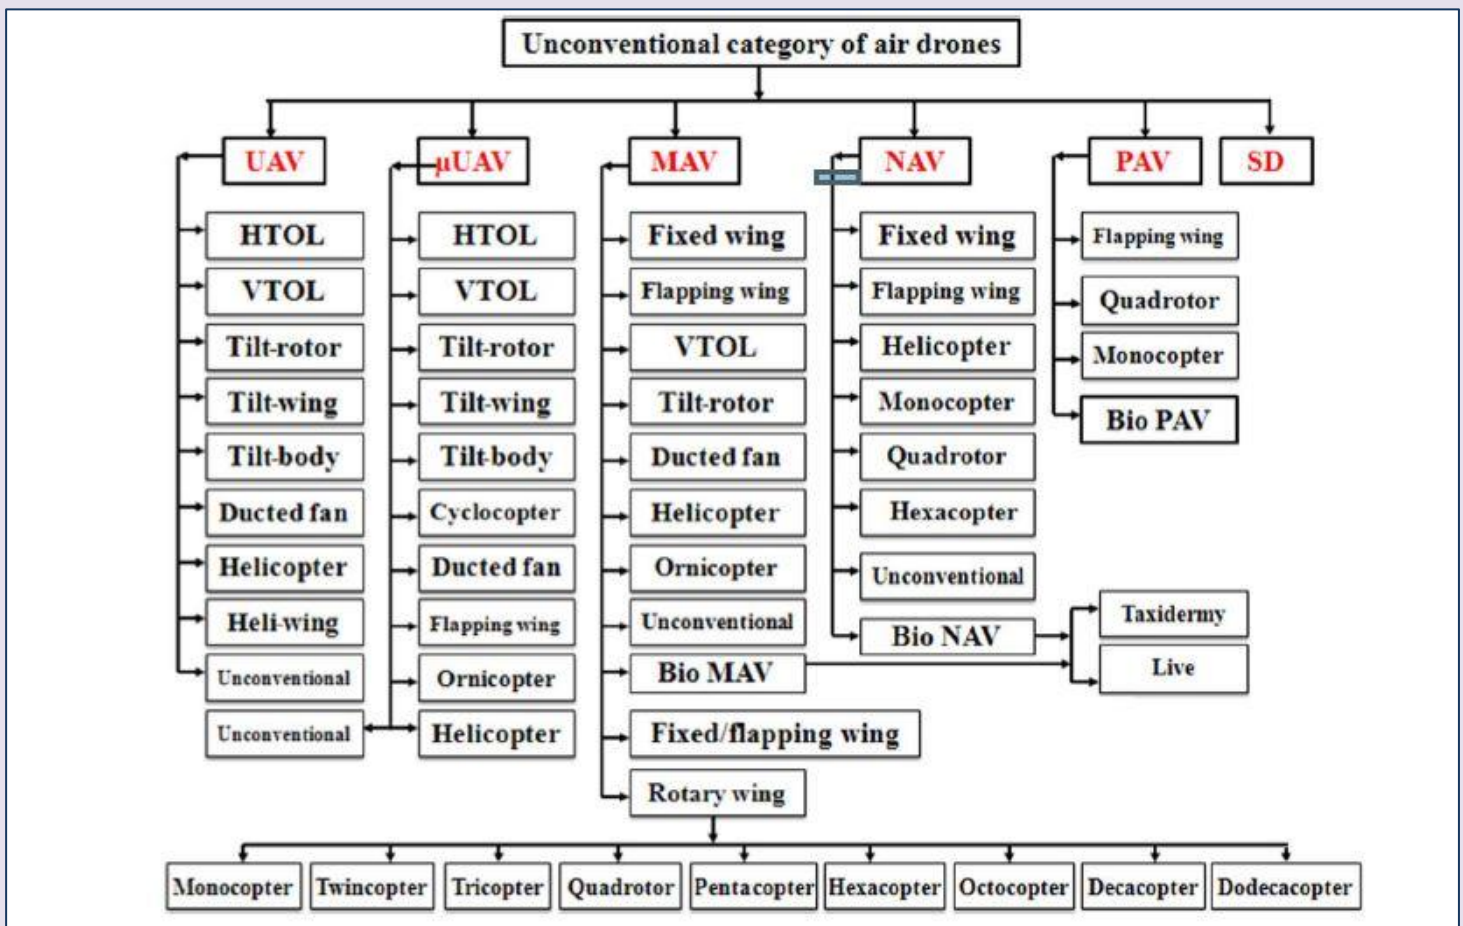 Unconventional category of air drones
UAV
μUAV
MAV
NAV
PAV
SD
HTOL
VTOL
Tilt-rotor
Tilt-wing
Tilt-body
Ducted fan
Helicopter
Heli-wing
Unconventional
Unconventional
HTOL
VTOL
Tilt-rotor
Tilt-wing
Tilt-body
Cyclocopter
Ducted fan
Flapping wing
Ornicopter
Helicopter
Fixed wing
Flapping wing
VTOL
Tilt-rotor
Ducted fan
Helicopter
Ornicopter
Unconventional
Bio MAV
Fixed/flapping wing
Rotary wing
Fixed wing
Flapping wing
Helicopter
Monocopter
Quadrotor
Hexacopter
Unconventional
Bio NAV
Flapping wing
Quadrotor
Monocopter
Bio PAV
Taxidermy
Live
Monocopter
Twincopter
Tricopter
Quadrotor
Pentacopter
Hexacopter
Octocopter
Decacopter
Dodecacopter